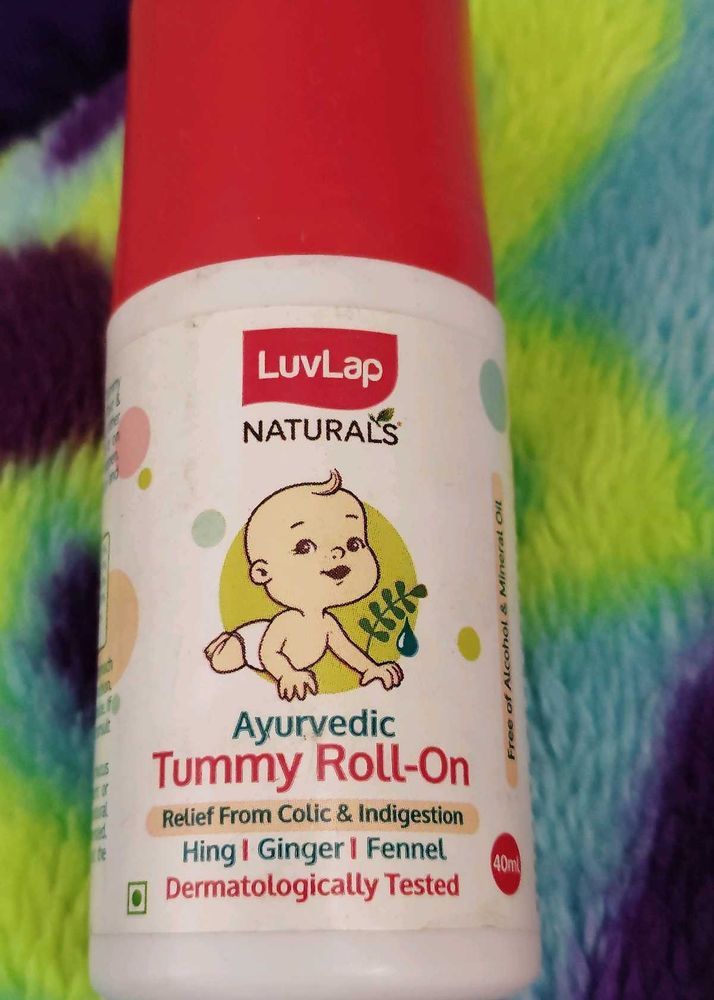 LuvLap
NATURALS
Free of Alcohol & Mineral Oil
Ayurvedic
Tummy Roll-On
Relief From Colic & Indigestion
Hing | Ginger | Fennel
40ml
Dermatologically Tested